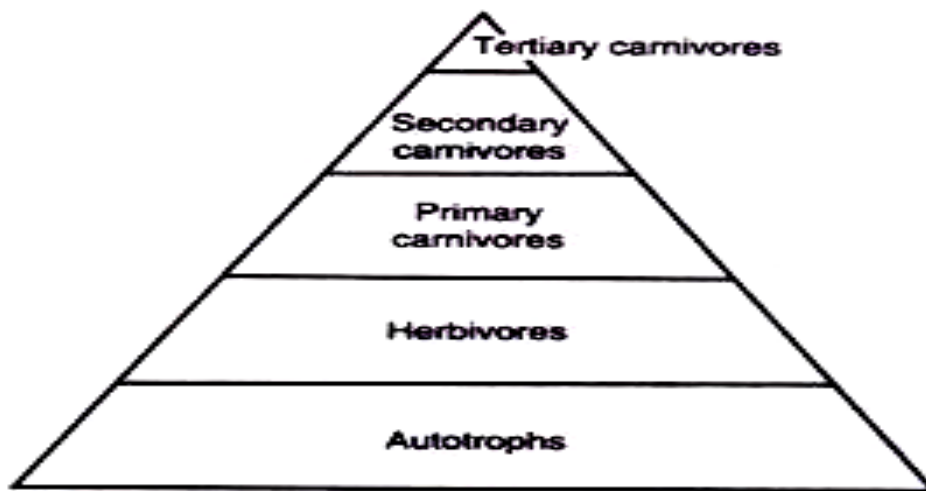 Tertiary carnivores
Secondary
carnivores
Primary
carnivores
Herbivores
Autotrophs